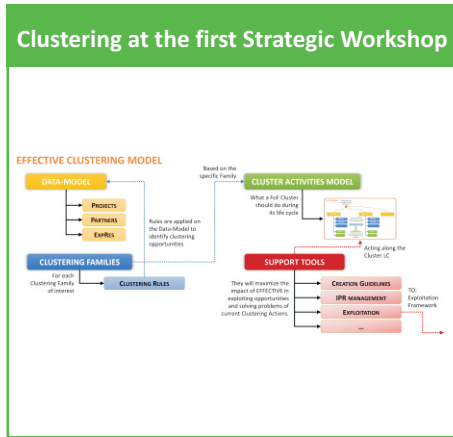 Clustering at the first Strategic Workshop
EFFECTIVE CLUSTERING MODEL
DATA-MODEL
PROJECTS
PARTNERS
EXPRES
Rules are applied on
the Data-Model to
identify clustering
opportunities
CLUSTERING FAMILIES
For each
Clustering Family
of interest
CLUSTERING RULES
Based on the
specific Family
CLUSTER ACTIVITIES MODEL
What a FoF Cluster
should do during
its life cycle
Acting along the
Cluster LC
SUPPORT TOOLS
They will maximize the
impact of EFFECTIVE in
exploiting opportunities
and solving problems of
current Clustering Actions.
CREATION GUIDELINES
IPR MANAGEMENT
EXPLOITATION
...
TO:
Exploitation
Framework